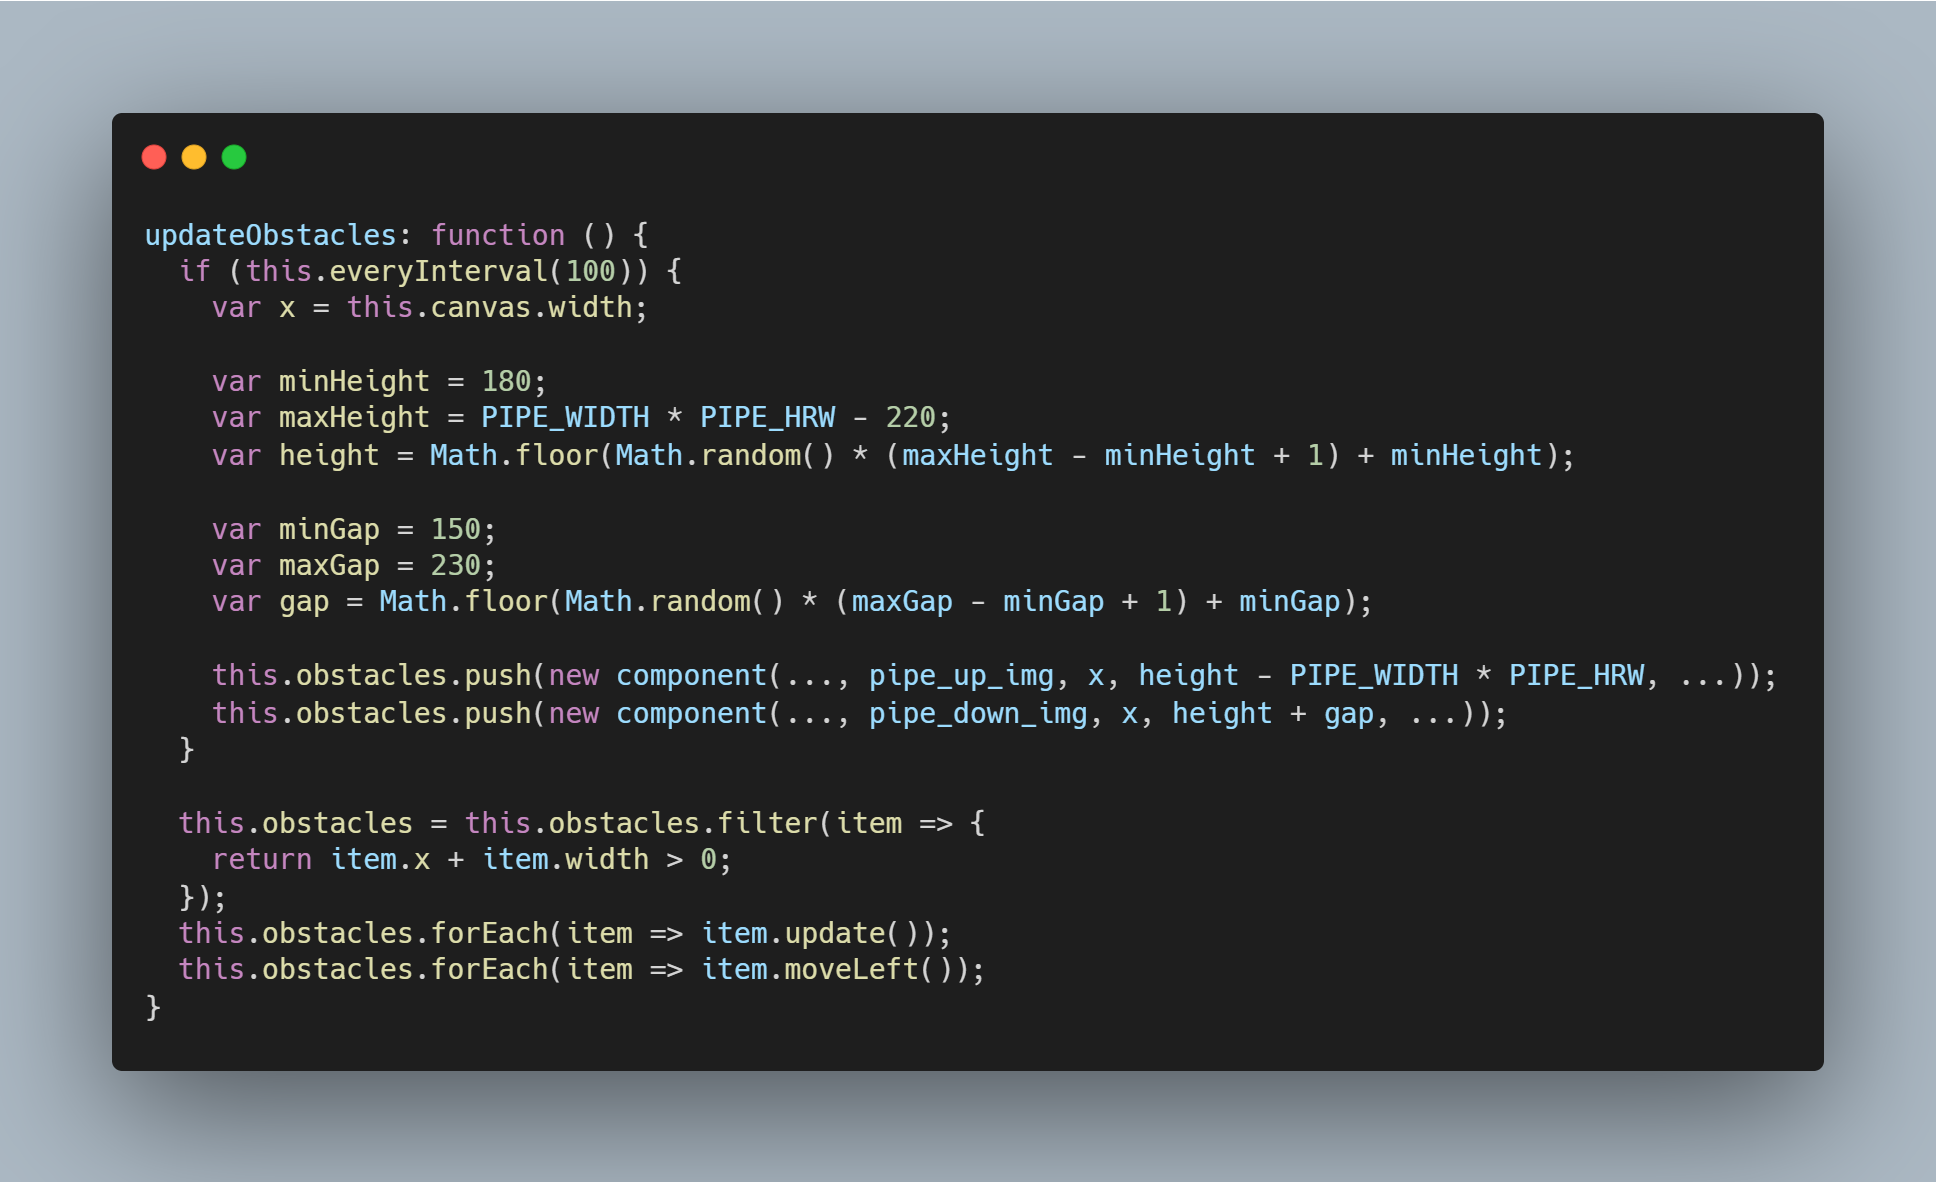 updateObstacles: function () {
  if (this.everyInterval(100)) {
    var x = this.canvas.width;

    var minHeight = 180;
    var maxHeight = PIPE_WIDTH * PIPE_HRW - 220;
    var height = Math.floor(Math.random() * (maxHeight - minHeight + 1) + minHeight);

    var minGap = 150;
    var maxGap = 230;
    var gap = Math.floor(Math.random() * (maxGap - minGap + 1) + minGap);

    this.obstacles.push(new component(..., pipe_up_img, x, height - PIPE_WIDTH * PIPE_HRW, ...));
    this.obstacles.push(new component(..., pipe_down_img, x, height + gap, ...));
  }

  this.obstacles = this.obstacles.filter(item => {
    return item.x + item.width > 0;
  });
  this.obstacles.forEach(item => item.update());
  this.obstacles.forEach(item => item.moveLeft());
}